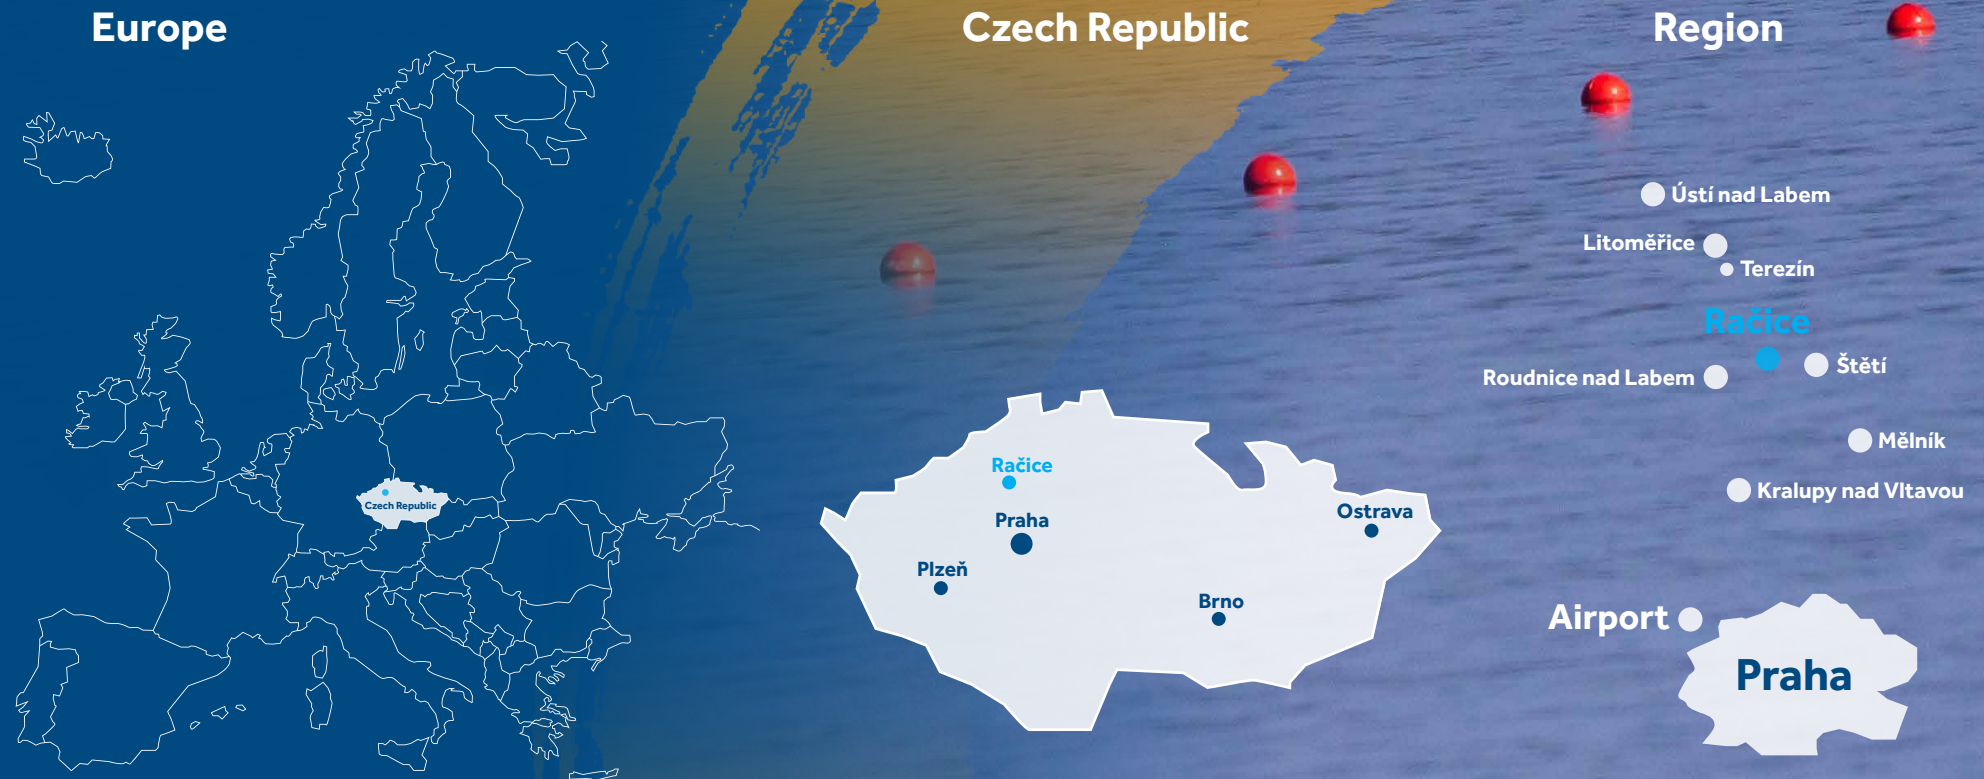 Europe
Czech Republic
Czech Republic
Račice
Praha
Plzeň
Brno
Ostrava
Region
Ústí nad Labem
Litoměřice
Terezín
Račice
Štětí
Roudnice nad Labem
Mělník
Kralupy nad Vltavou
Airport
Praha